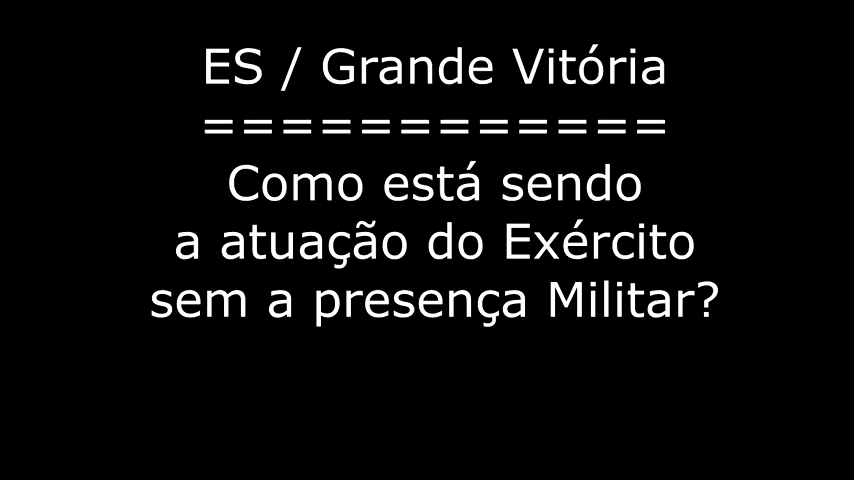 ES / Grande Vitória
============
Como está sendo
a atuação do Exército
sem a presença Militar?